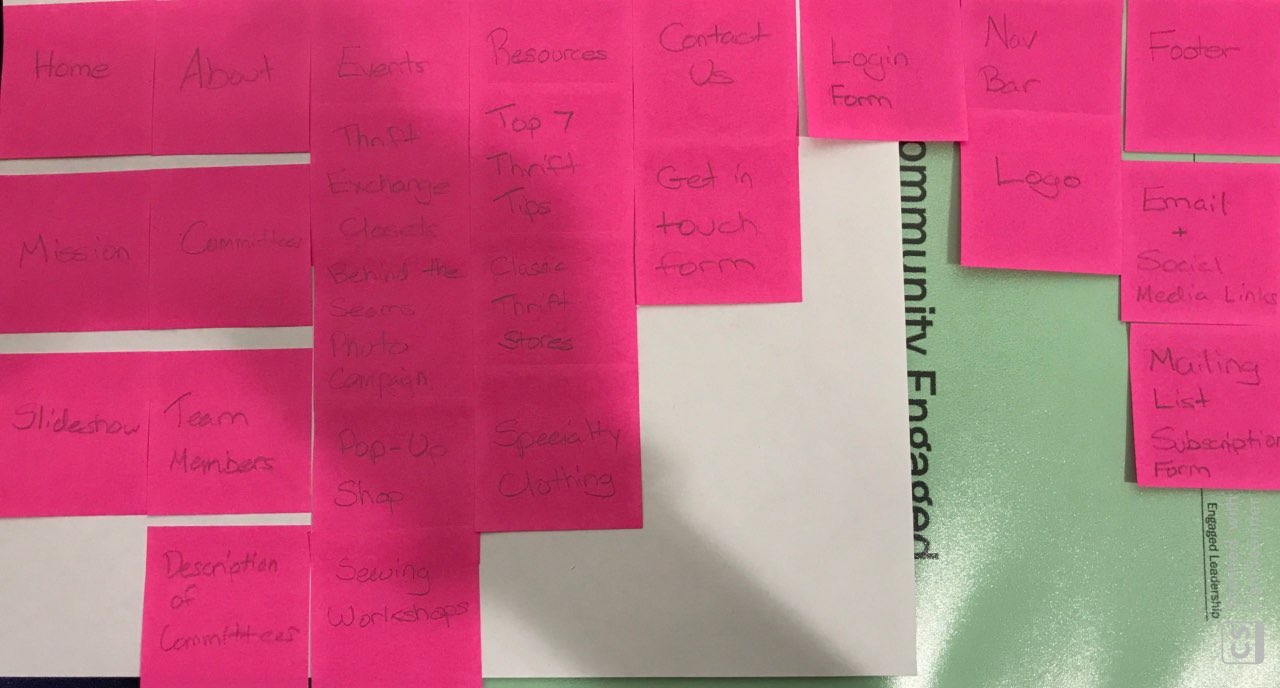 Home
Mission
Slideshow
About
Committees
Team
Members
Description
of
Committees
Events
Thrift
Exchange
Closets
Behind the
Seams
Photo
Campaign
Pop-Up
Shop
Sewing
Workshops
Resources
Top 7
Thrift
Tips
Classic
Thrift
Stores
Specialty
Clothing
Contact
Us
Get in
touch
form
Login
Form
Nav
Bar
Logo
Footer
Email
+
Social
Media Links
Mailing
List
Subscription
Form
ommunity Engaged
Engaged Leadership